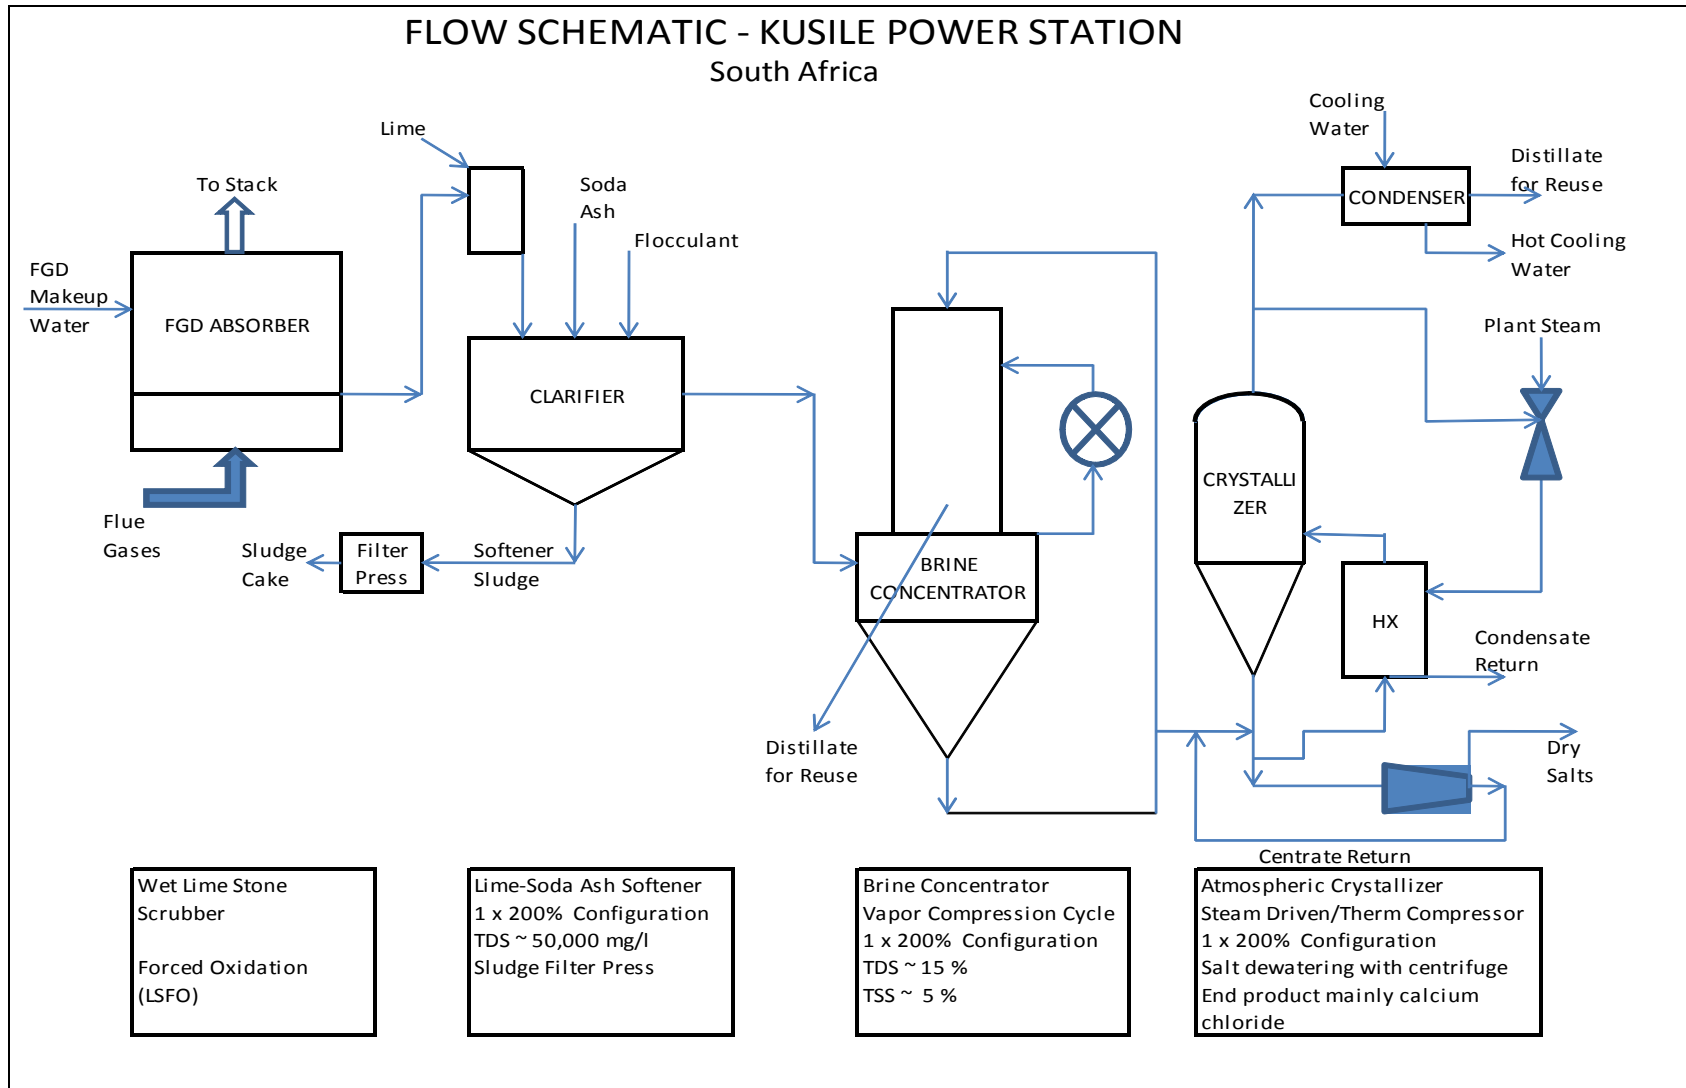 FLOW SCHEMATIC - KUSILE POWER STATION
South Africa
Lime
To Stack
Soda
Ash
Flocculant
FGD
Makeup
Water
FGD ABSORBER
CLARIFIER
Flue
Gases
Sludge
Cake
Filter
Press
Softener
Sludge
BRINE
CONCENTRATOR
Distillate
for Reuse
Cooling
Water
CONDENSER
Distillate
for Reuse
Hot Cooling
Water
Plant Steam
CRYSTALLI
ZER
HX
Condensate
Return
Dry
Salts
Centrate Return
Wet Lime Stone
Scrubber
Forced Oxidation
(LSFO)
Lime-Soda Ash Softener
1 x 200% Configuration
TDS ~ 50,000 mg/l
Sludge Filter Press
Brine Concentrator
Vapor Compression Cycle
1 x 200% Configuration
TDS ~ 15 %
TSS ~ 5 %
Atmospheric Crystallizer
Steam Driven/Therm Compressor
1 x 200% Configuration
Salt dewatering with centrifuge
End product mainly calcium
chloride